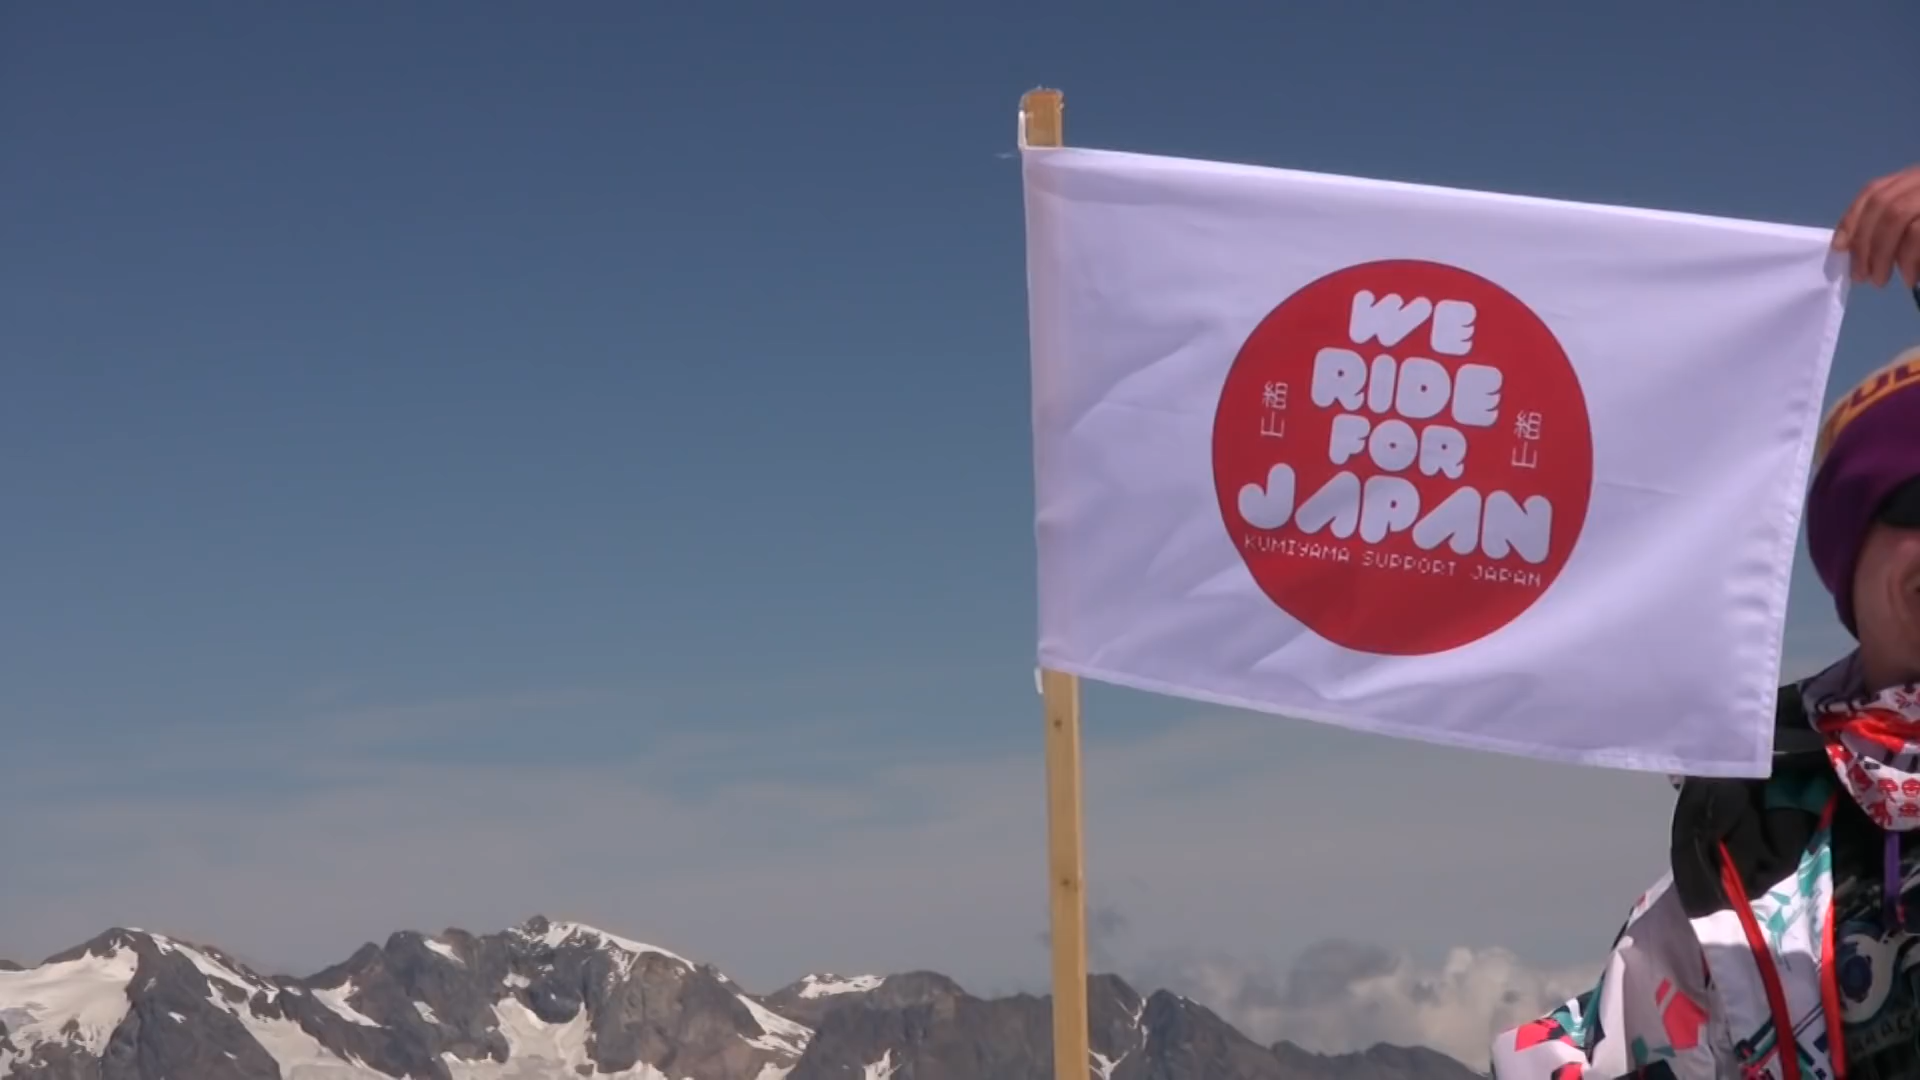 WE
RIDE
FOR
JAPAN
組山
組山
KUMIYAMA SUPPORT JAPAN